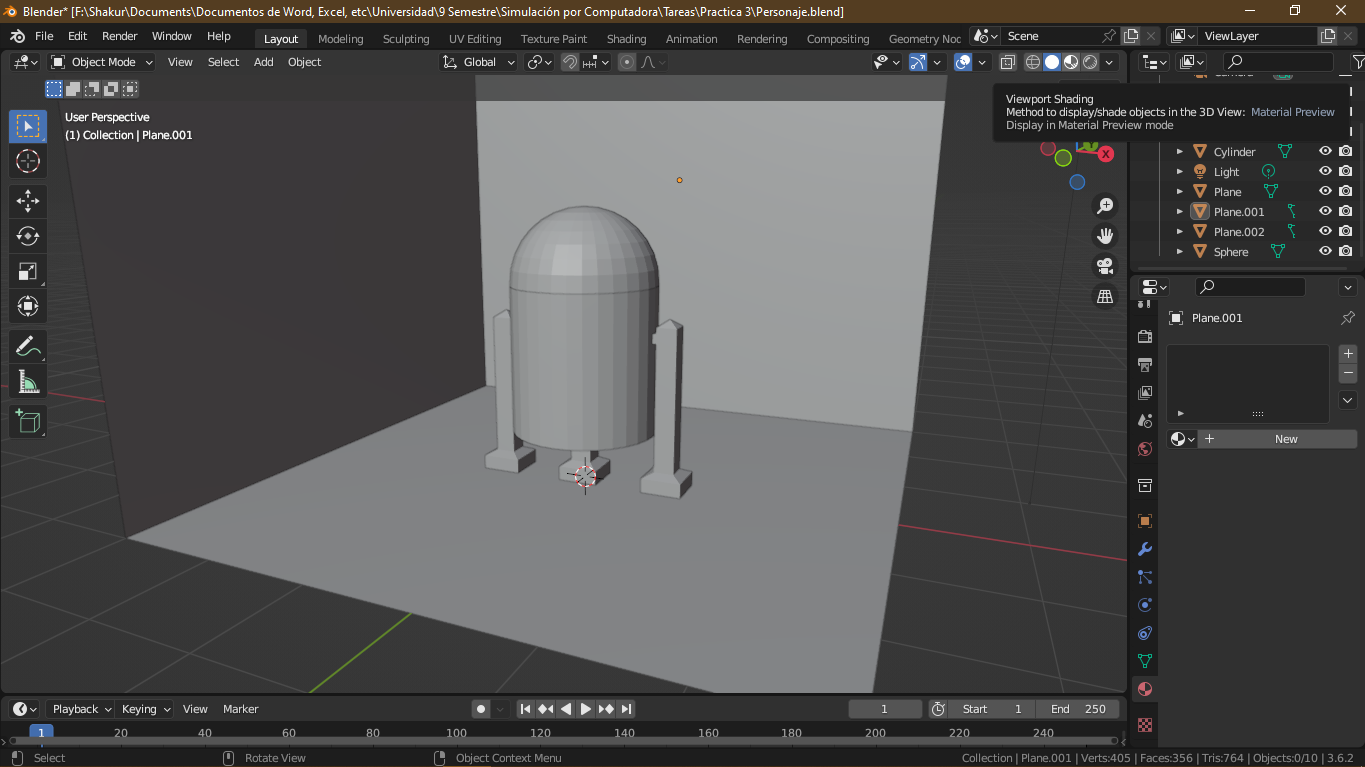 Blender* [F:\Shakur\Documents\Documentos de Word, Excel, etc\Universidad\9 Semestre\Simulación por Computadora\Tareas\Practica 3\Personaje.blend]
File Edit Render Window Help Layout Modeling Sculpting UV Editing Texture Paint Shading Animation Rendering Compositing Geometry Noc Scene ViewLayer
Object Mode View Select Add Object Global
User Perspective
(1) Collection | Plane.001
Viewport Shading
Method to display/shade objects in the 3D View: Material Preview
Display in Material Preview mode
X
Cylinder
Light
Plane
Plane.001
Plane.002
Sphere
Plane.001
New
Playback Keying View Marker 1 Start 1 End 250
1 20 40 60 80 100 120 140 160 180 200 220 240
Select Rotate View Object Context Menu Collection | Plane.001 | Verts:405 | Faces:356 | Tris:764 | Objects:0/10 | 3.6.2